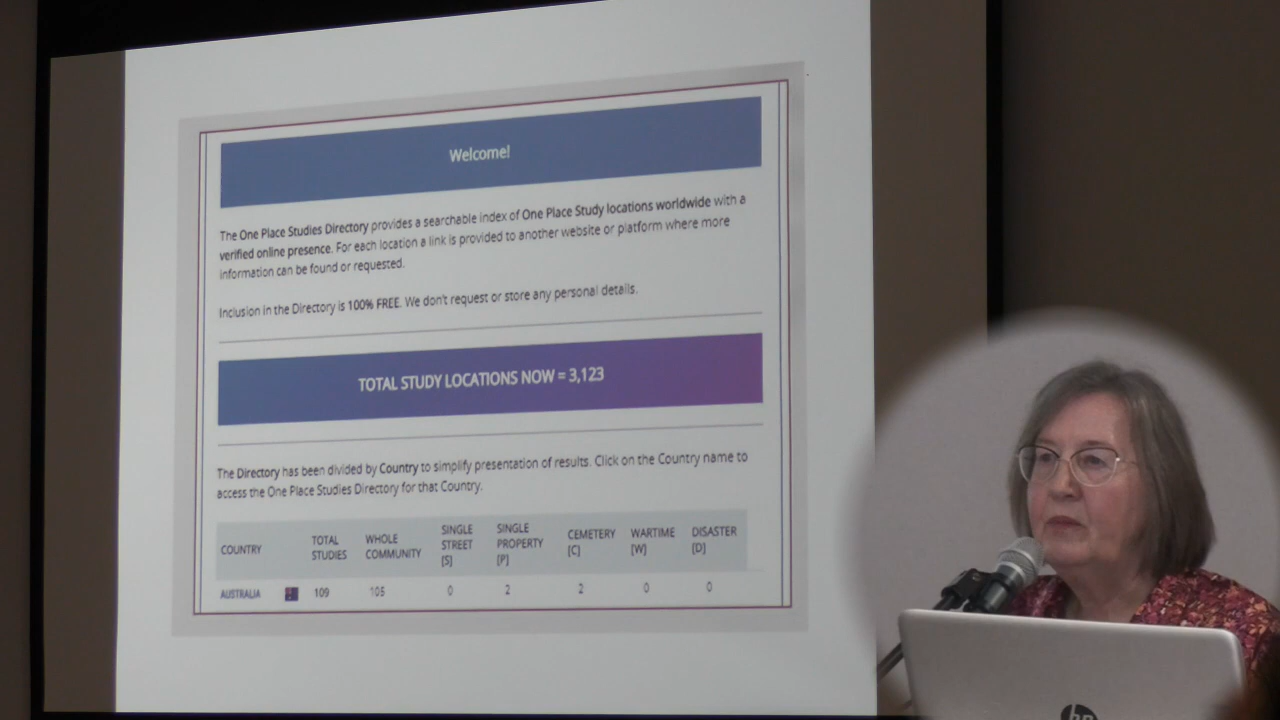 Welcome!
The One Place Studies Directory provides a searchable index of One Place Study locations worldwide with a
verified online presence. For each location a link is provided to another website or platform where more
information can be found or requested.
Inclusion in the Directory is 100% FREE. We don't request or store any personal details.
TOTAL STUDY LOCATIONS NOW = 3,123
The Directory has been divided by Country to simplify presentation of results. Click on the Country name to
access the One Place Studies Directory for that Country.
COUNTRY TOTAL STUDIES WHOLE COMMUNITY SINGLE STREET [S] SINGLE PROPERTY [P] CEMETERY [C] WARTIME [W] DISASTER [D]
AUSTRALIA 109 105 0 2 2 0 0
hp